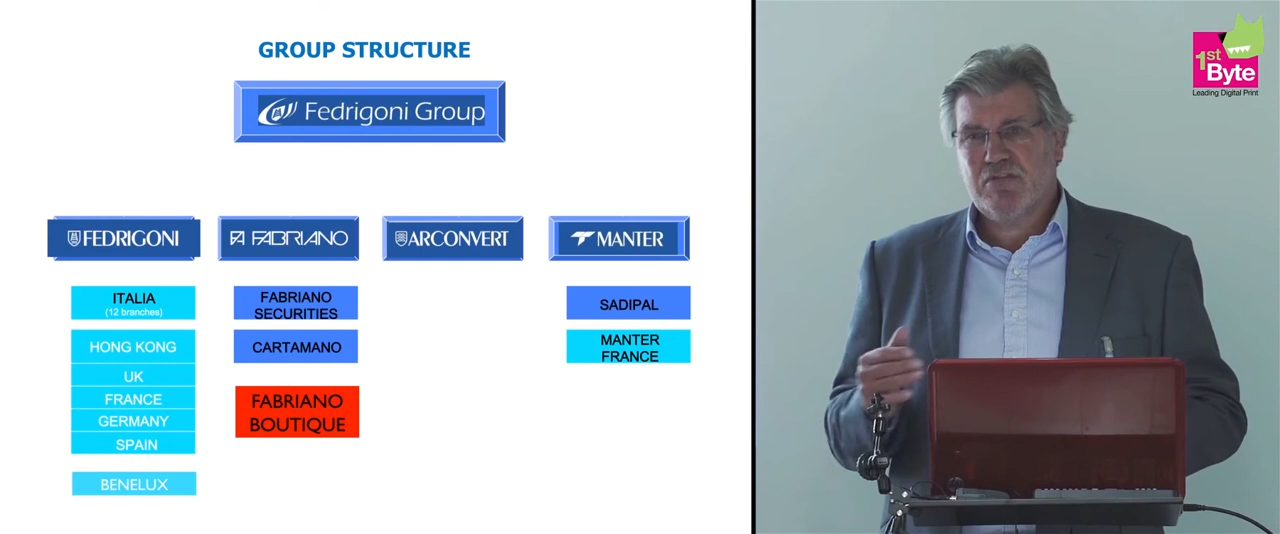 GROUP STRUCTURE
Fedrigoni Group
FEDRIGONI
FABRIANO
ARCONVERT
MANTER
ITALIA
(12 branches)
HONG KONG
UK
FRANCE
GERMANY
SPAIN
BENELUX
FABRIANO
SECURITIES
CARTAMANO
FABRIANO
BOUTIQUE
SADIPAL
MANTER
FRANCE
1st
Byte
Leading Digital Print